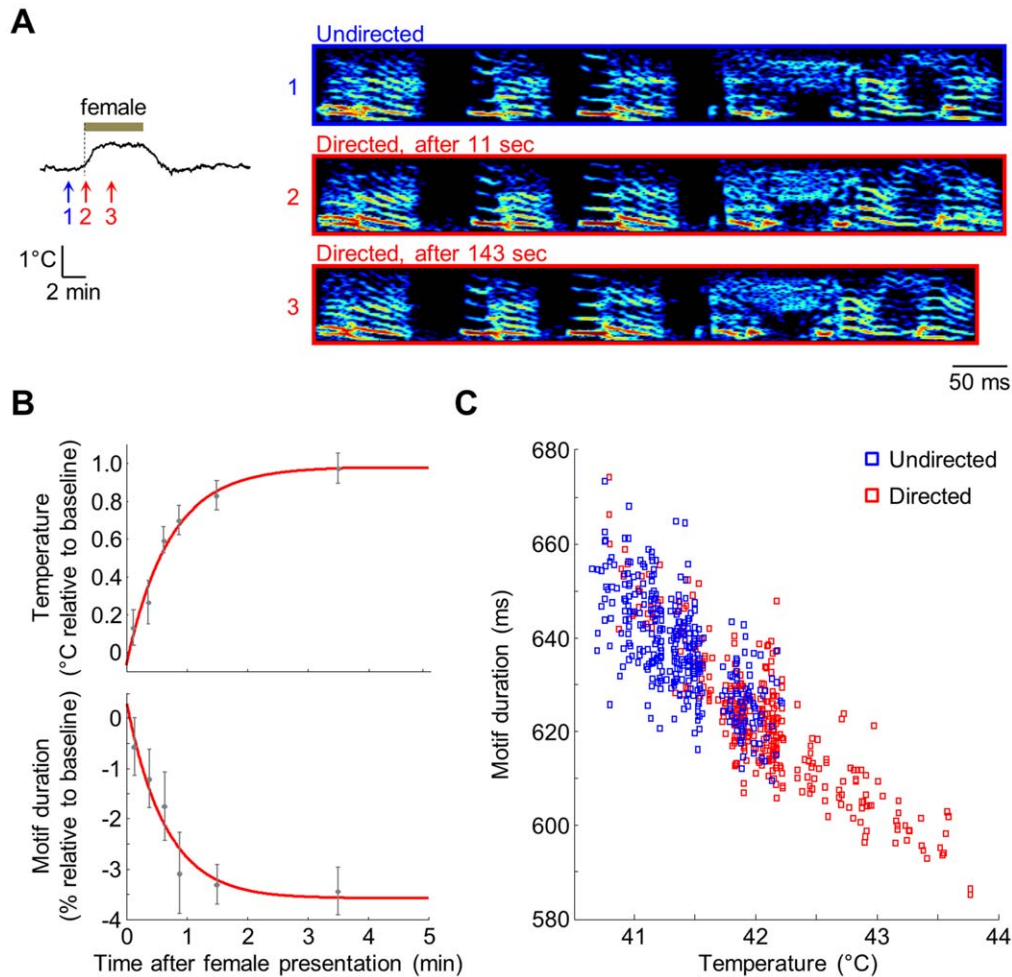 A
female
1 2 3
1°C
2 min
Undirected
1
Directed, after 11 sec
2
Directed, after 143 sec
3
50 ms
B
Temperature
(°C relative to baseline)
1.0
0.8
0.6
0.4
0.2
0
Motif duration
(% relative to baseline)
0
-1
-2
-3
-4
0 1 2 3 4 5
Time after female presentation (min)
C
Motif duration (ms)
680
660
640
620
600
580
Undirected
Directed
41 42 43 44
Temperature (°C)